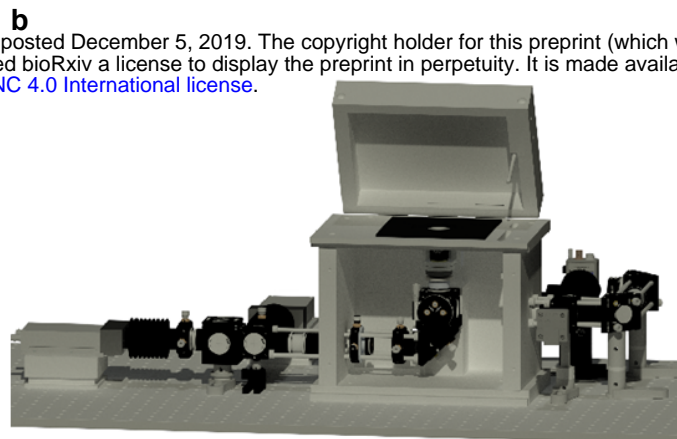 b
posted December 5, 2019. The copyright holder for this preprint (which
ed bioRxiv a license to display the preprint in perpetuity. It is made
NC 4.0 International license.